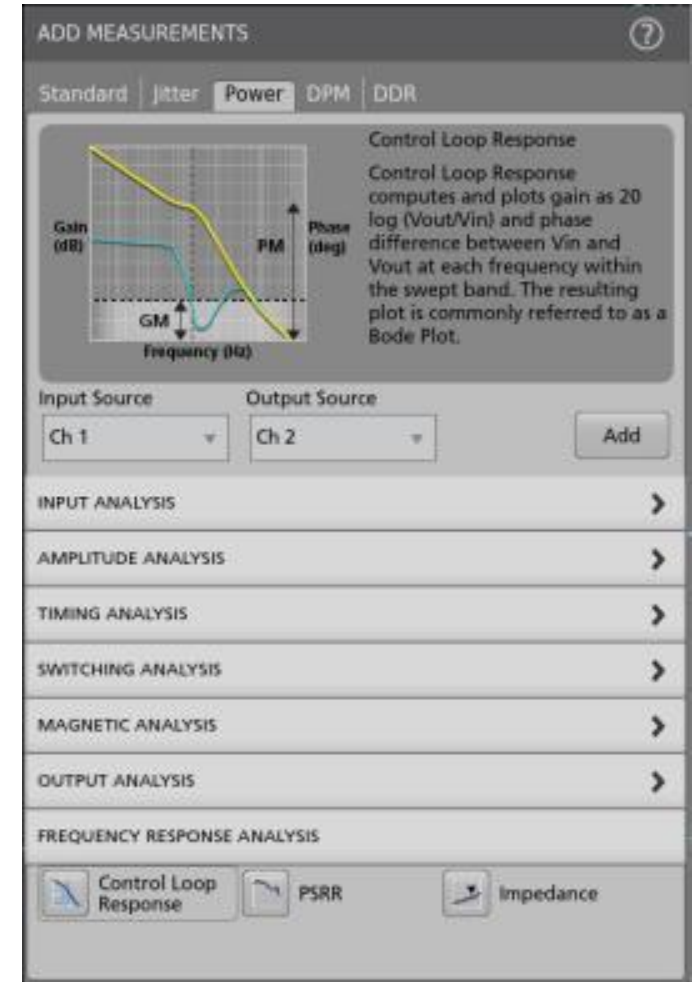 ADD MEASUREMENTS
?
Standard
Jitter
Power
DPM
DDR
Gain
(dB)
PM
Phase
(deg)
GM
Frequency (Hz)
Control Loop Response
Control Loop Response
computes and plots gain as 20
log (Vout/Vin) and phase
difference between Vin and
Vout at each frequency within
the swept band. The resulting
plot is commonly referred to as a
Bode Plot.
Input Source
Output Source
Ch 1
Ch 2
Add
INPUT ANALYSIS
AMPLITUDE ANALYSIS
TIMING ANALYSIS
SWITCHING ANALYSIS
MAGNETIC ANALYSIS
OUTPUT ANALYSIS
FREQUENCY RESPONSE ANALYSIS
Control Loop
Response
PSRR
Impedance